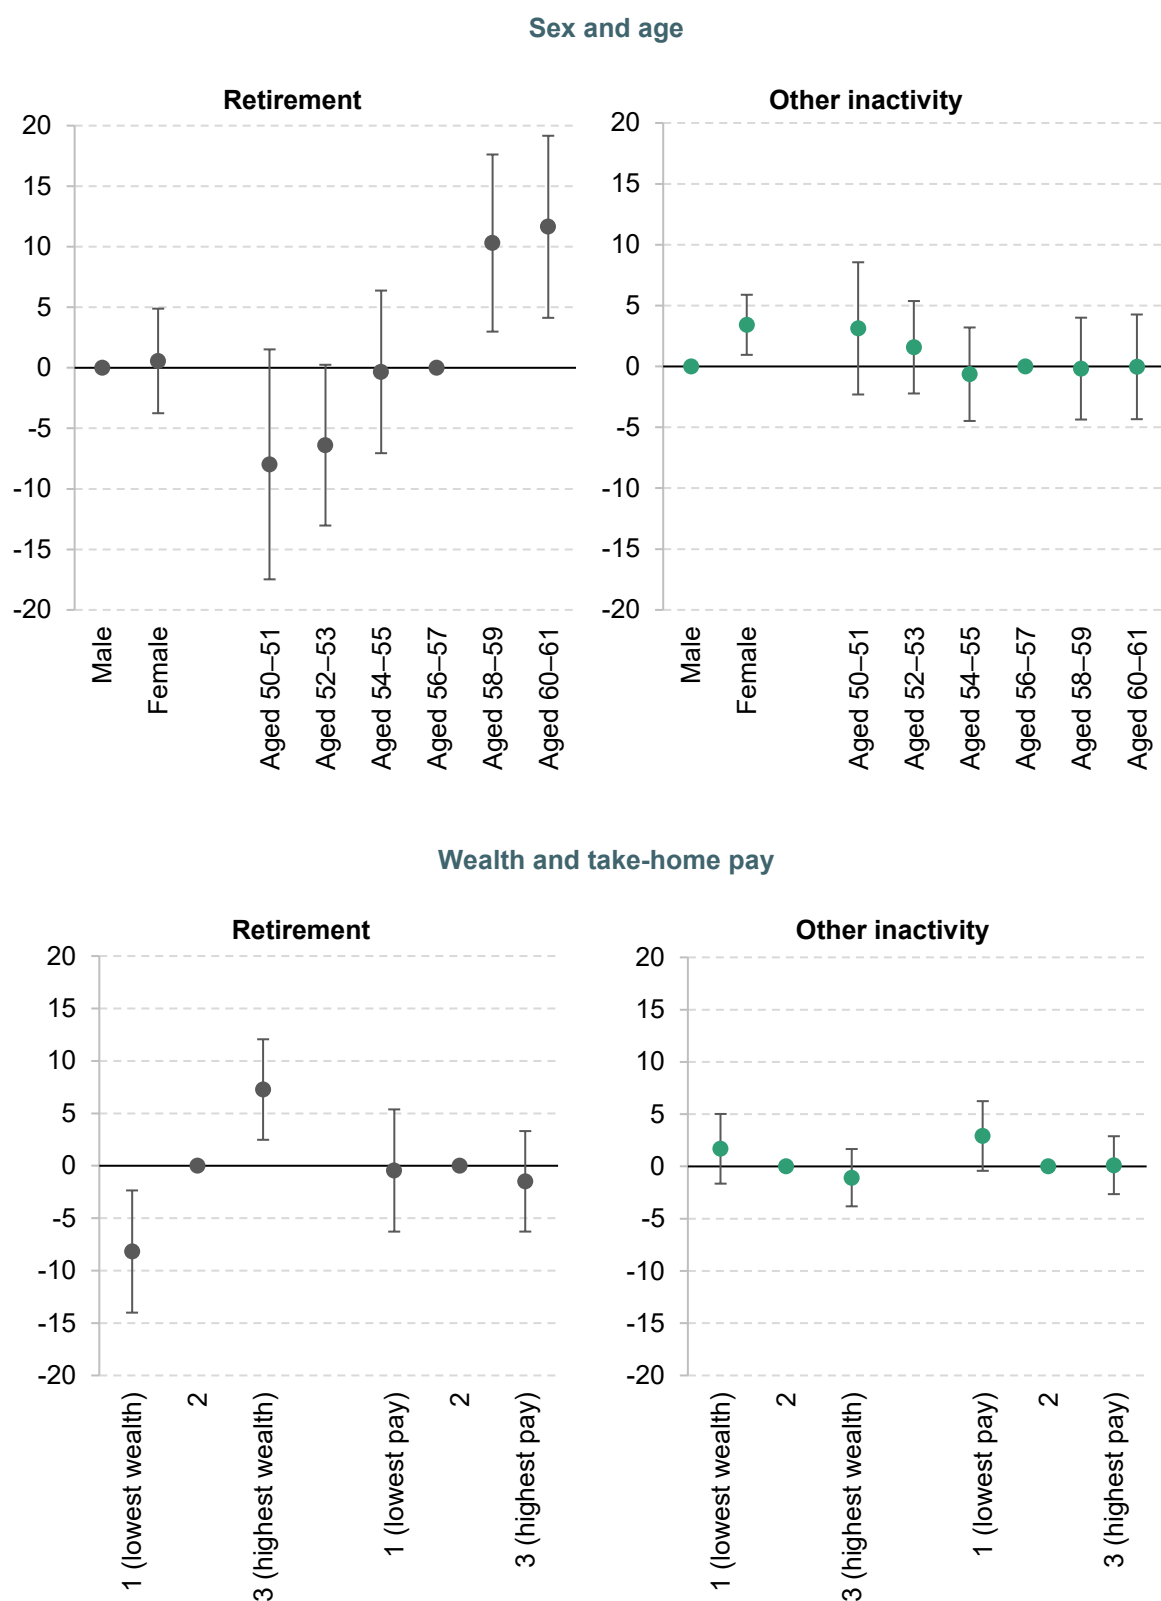 Sex and age
Retirement
20
15
10
5
0
-5
-10
-15
-20
Male
Female
Aged 50–51
Aged 52–53
Aged 54–55
Aged 56–57
Aged 58–59
Aged 60–61
Other inactivity
20
15
10
5
0
-5
-10
-15
-20
Male
Female
Aged 50–51
Aged 52–53
Aged 54–55
Aged 56–57
Aged 58–59
Aged 60–61
Wealth and take-home pay
Retirement
20
15
10
5
0
-5
-10
-15
-20
1 (lowest wealth)
2
3 (highest wealth)
1 (lowest pay)
2
3 (highest pay)
Other inactivity
20
15
10
5
0
-5
-10
-15
-20
1 (lowest wealth)
2
3 (highest wealth)
1 (lowest pay)
2
3 (highest pay)